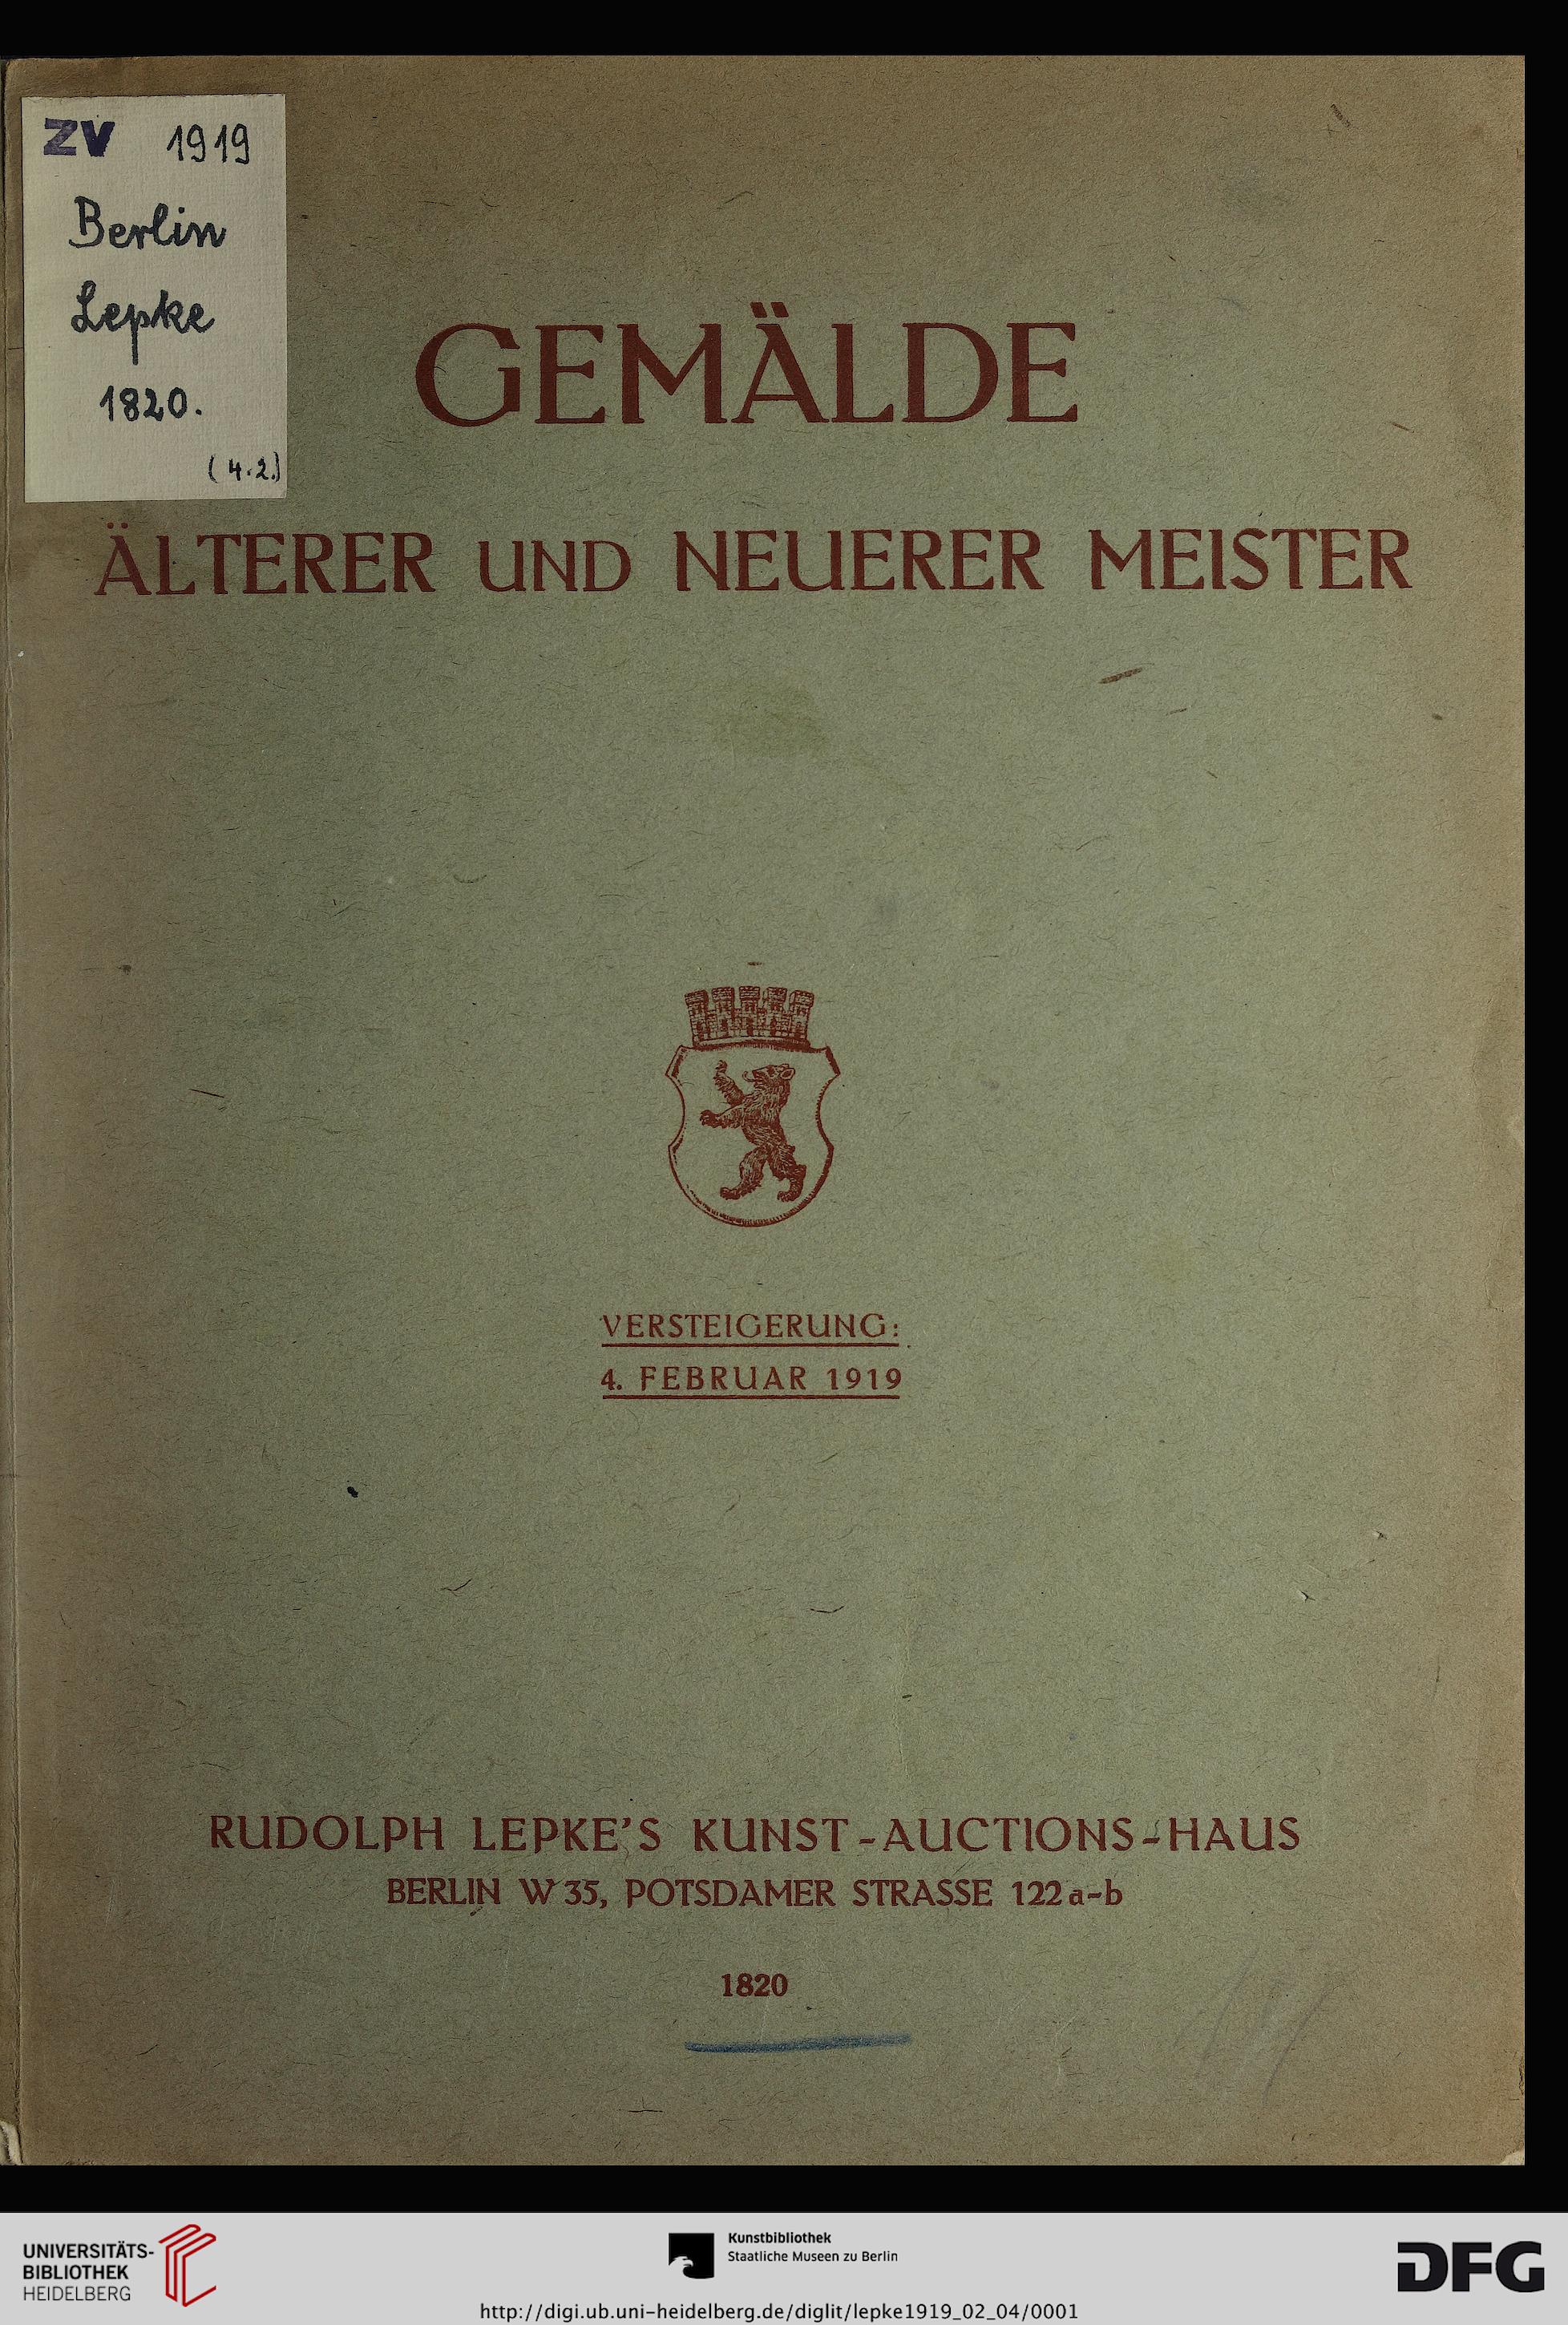 ZV 1919
Berlin
Lepke
1820.
(4.2.)
GEMÄLDE
ÄLTERER UND NEUERER MEISTER
VERSTEIGERUNG:
4. FEBRUAR 1919
RUDOLPH LEPKE'S KUNST-AUCTIONS-HAUS
BERLIN W 35, POTSDAMER STRASSE 122 a-b
1820
UNIVERSITÄTS-
BIBLIOTHEK
HEIDELBERG
Kunstbibliothek
Staatliche Museen zu Berlin
DFG
http://digi.ub.uni-heidelberg.de/diglit/lepke1919_02_04/0001